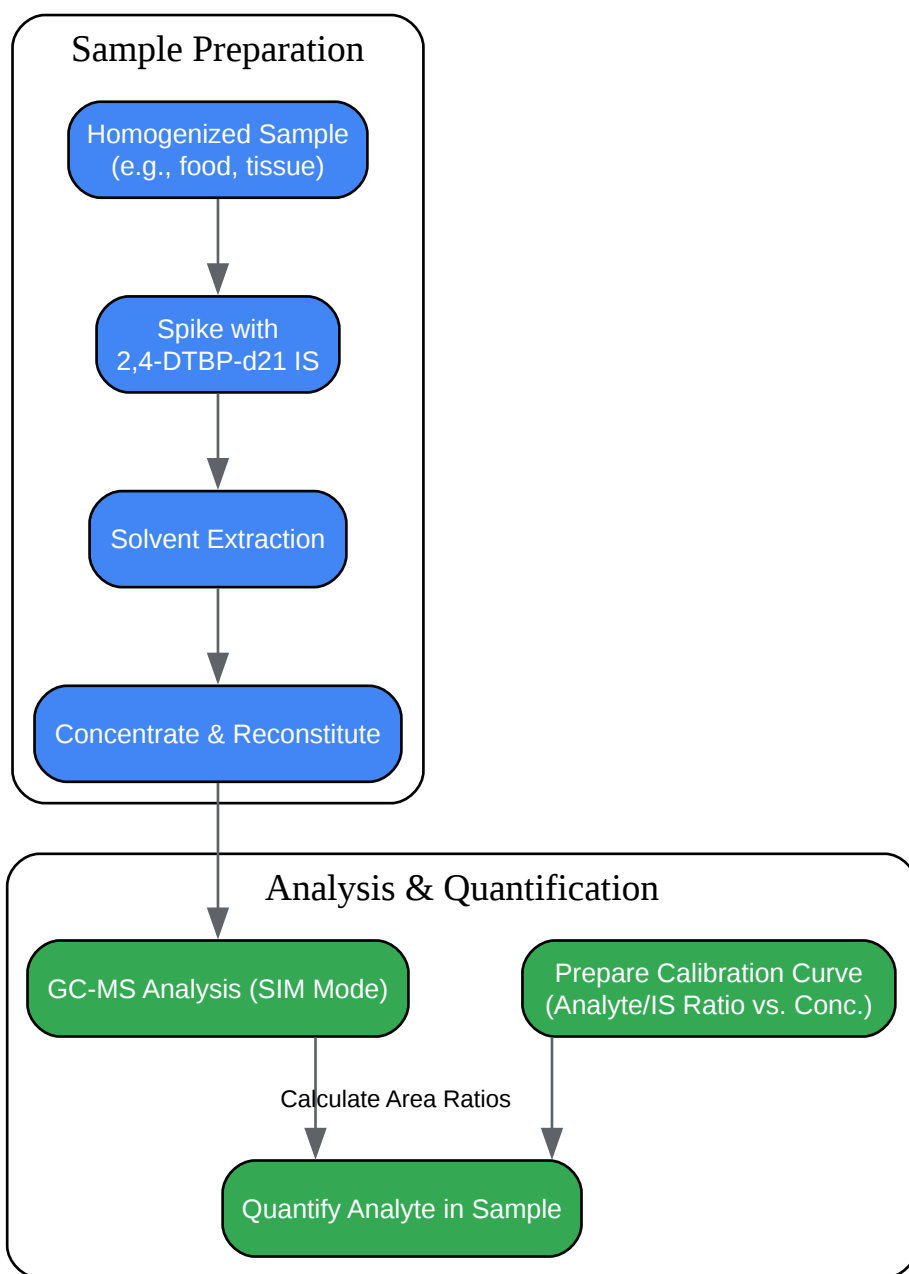 Sample Preparation
Homogenized Sample
(e.g., food, tissue)
Spike with
2,4-DTBP-d21 IS
Solvent Extraction
Concentrate & Reconstitute
Analysis & Quantification
GC-MS Analysis (SIM Mode)
Prepare Calibration Curve
(Analyte/IS Ratio vs. Conc.)
Calculate Area Ratios
Quantify Analyte in Sample